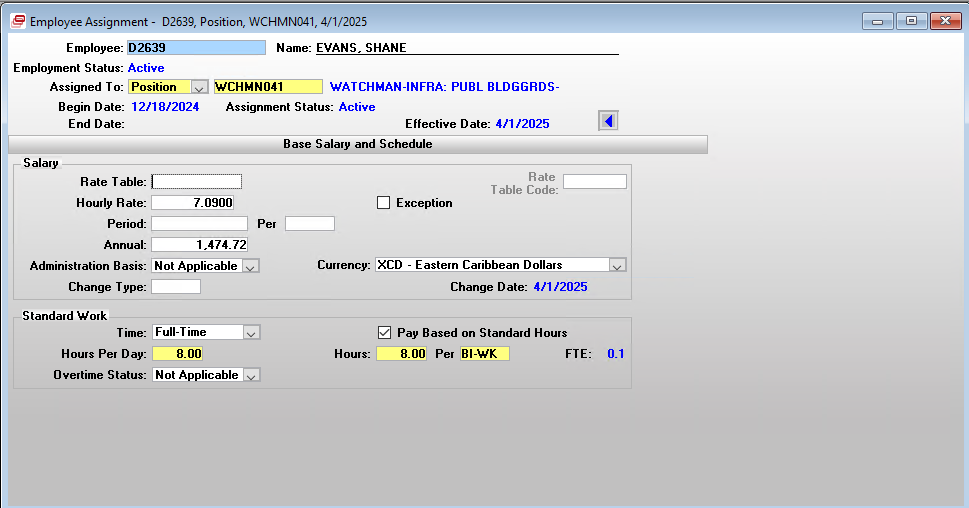 Employee Assignment - D2639, Position, WCHMN041, 4/1/2025
Employee: D2639 Name: EVANS, SHANE
Employment Status: Active
Assigned To: Position WCHMN041 WATCHMAN-INFRA: PUBL BLDGGRDS-
Begin Date: 12/18/2024 Assignment Status: Active
End Date: Effective Date: 4/1/2025
Base Salary and Schedule
Salary
Rate Table: Rate Table Code:
Hourly Rate: 7.0900 Exception
Period: Per
Annual: 1,474.72
Administration Basis: Not Applicable Currency: XCD - Eastern Caribbean Dollars
Change Type: Change Date: 4/1/2025
Standard Work
Time: Full-Time Pay Based on Standard Hours
Hours Per Day: 8.00 Hours: 8.00 Per BI-WK FTE: 0.1
Overtime Status: Not Applicable